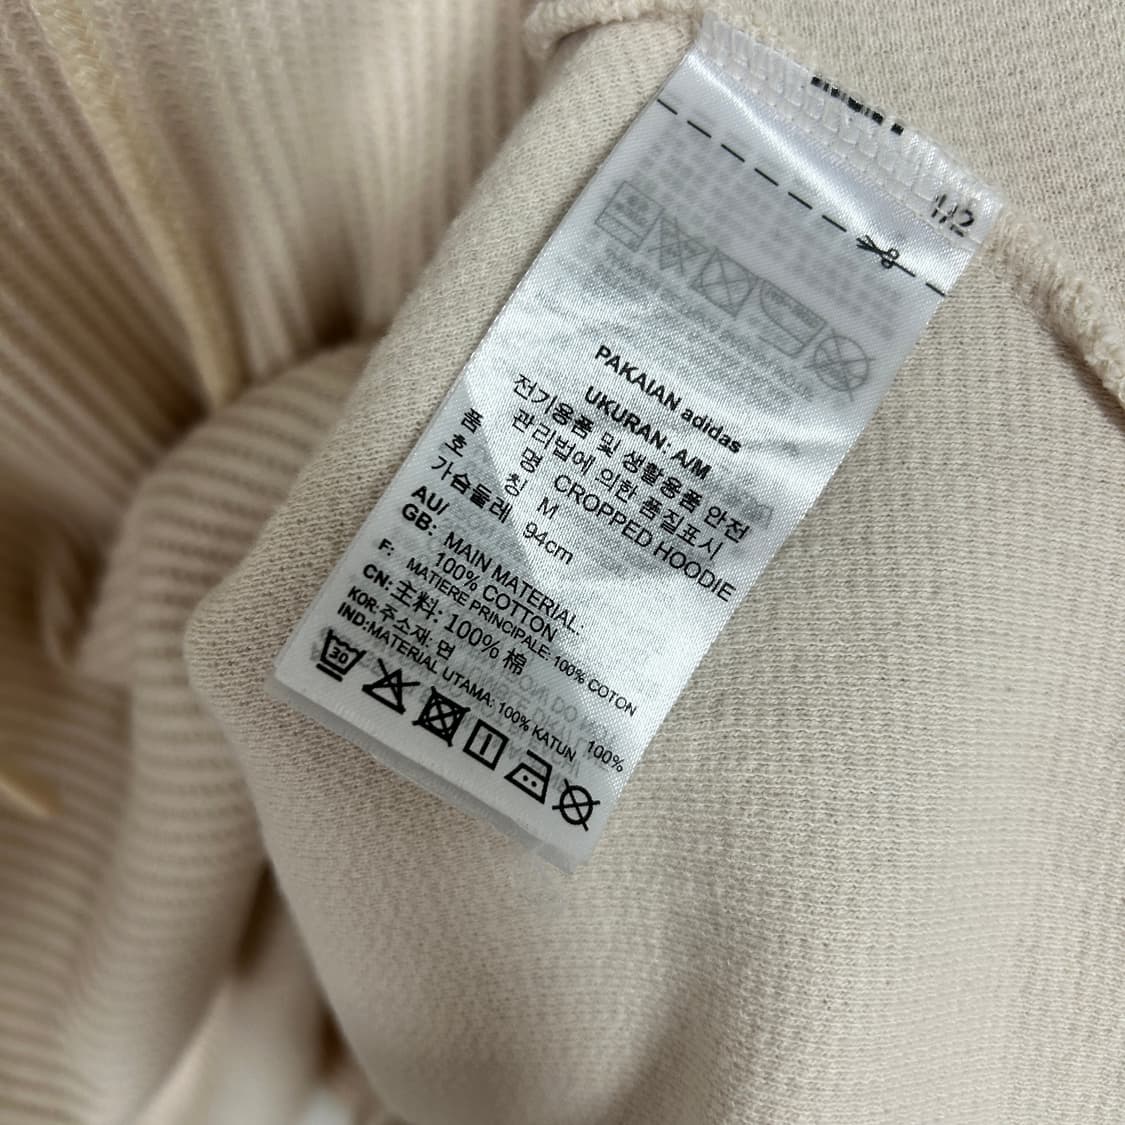 PAKAIAN adidas
UKURAN: A/M
전기용품 및 생활용품 안전
관리법에 의한 품질표시
품 명 CROPPED HOODIE
호 칭 M
가슴둘레 94cm
AU/
GB: MAIN MATERIAL:
100% COTTON
F: MATIÈRE PRINCIPALE: 100% COTON
CN: 主料: 100% 棉
KOR: 주소재: 면 100%
IND:MATERIAL UTAMA: 100% KATUN
30